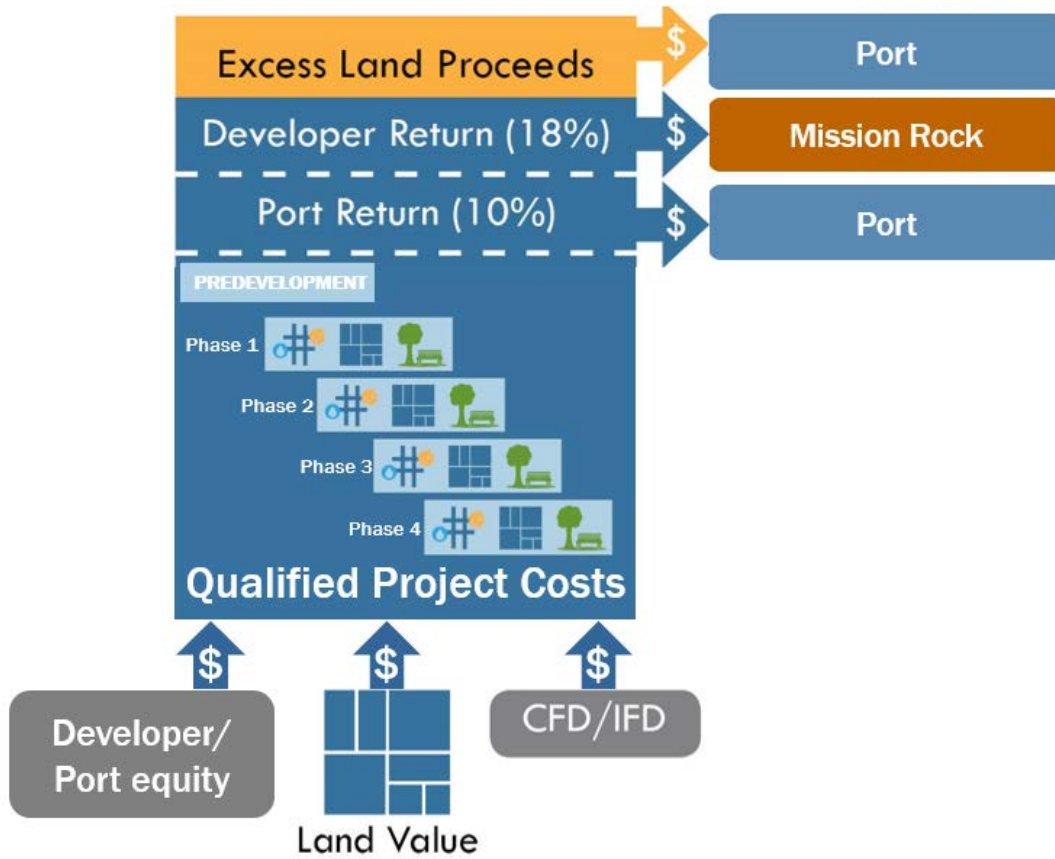 Excess Land Proceeds
$
Port
Developer Return (18%)
$
Mission Rock
Port Return (10%)
$
Port
PREDEVELOPMENT
Phase 1
Phase 2
Phase 3
Phase 4
Qualified Project Costs
$
$
$
Developer/
Port equity
CFD/IFD
Land Value